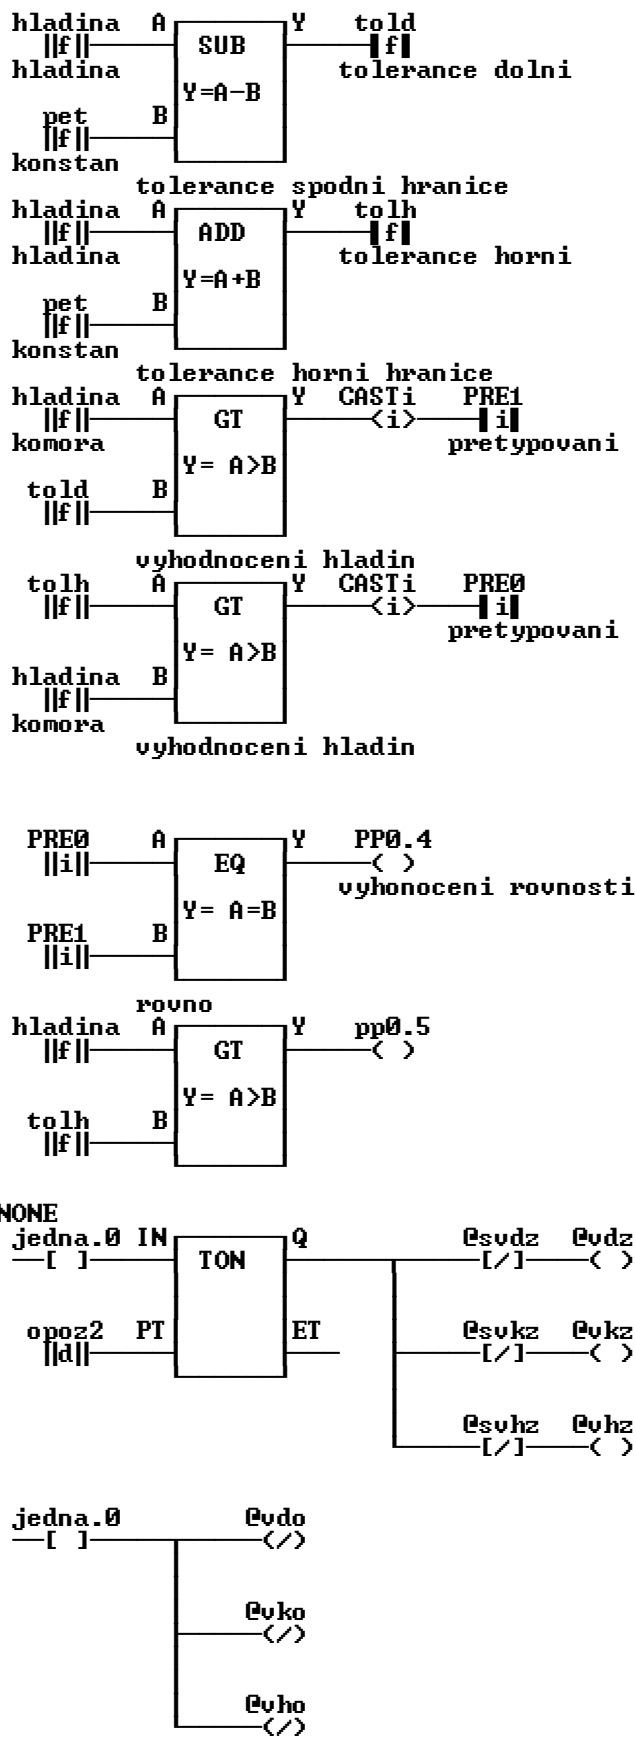 hladina A Y told
||f|| SUB f
hladina tolerance dolni
Y=A-B
pet B
||f||
konstan
tolerance spodni hranice
hladina A Y tolh
||f|| ADD f
hladina tolerance horni
Y=A+B
pet B
||f||
konstan
tolerance horni hranice
hladina A Y CASTi PRE1
||f|| GT <i> i
komora pretypovani
Y= A>B
told B
||f||
vyhodnoceni hladin
tolh A Y CASTi PRE0
||f|| GT <i> i
pretypovani
Y= A>B
hladina B
||f||
komora
vyhodnoceni hladin
PRE0 A Y PP0.4
||i|| EQ ( )
vyhonoceni rovnosti
Y= A=B
PRE1 B
||i||
rovno
hladina A Y pp0.5
||f|| GT ( )
Y= A>B
tolh B
||f||
NONE
jedna.0 IN Q @svdz @vdz
[ ] TON [/] ( )
opoz2 PT ET @svkz @vkz
||d|| [/] ( )
@svhz @vhz
[/] ( )
jedna.0 @vdo
[ ] (/)
@vko
(/)
@vho
(/)